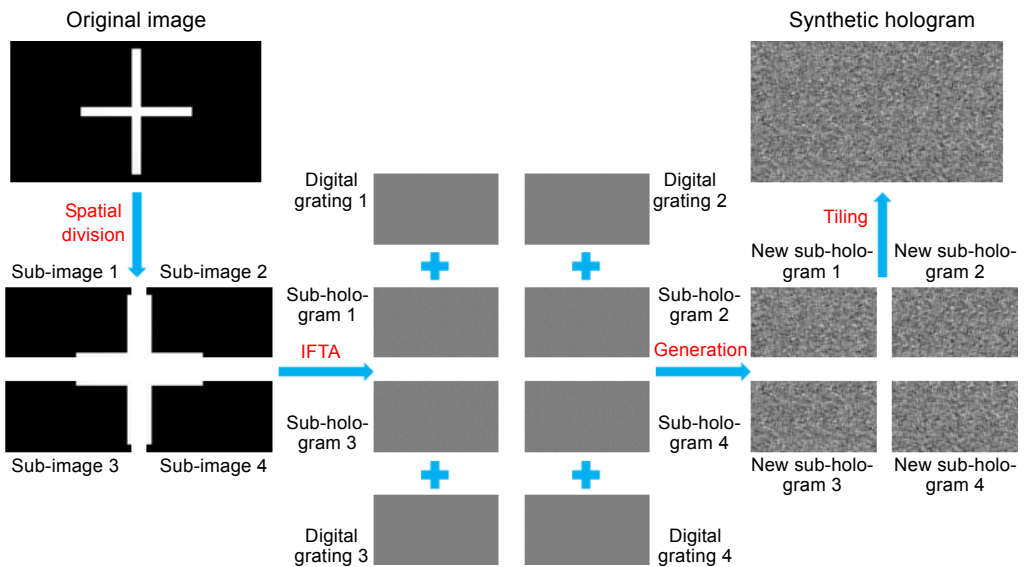 Original image
Synthetic hologram
Digital
grating 1
Digital
grating 2
Spatial
division
Tiling
Sub-image 1
Sub-image 2
New sub-holo-
gram 1
New sub-holo-
gram 2
Sub-holo-
gram 1
Sub-holo-
gram 2
IFTA
Generation
Sub-holo-
gram 3
Sub-holo-
gram 4
Sub-image 3
Sub-image 4
New sub-holo-
gram 3
New sub-holo-
gram 4
Digital
grating 3
Digital
grating 4